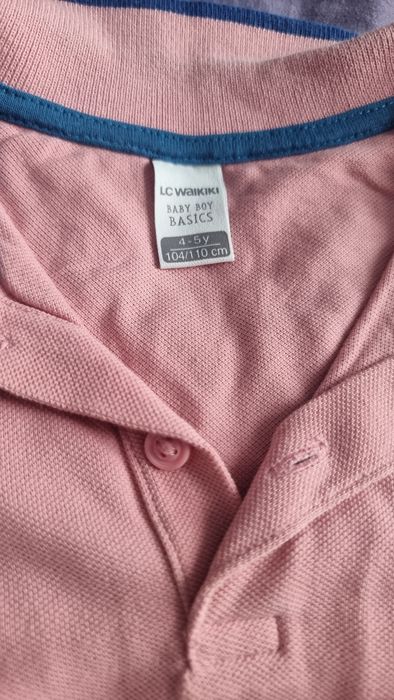 LC WAIKIKI
BABY BOY
BASICS
4-5y
104/110 cm